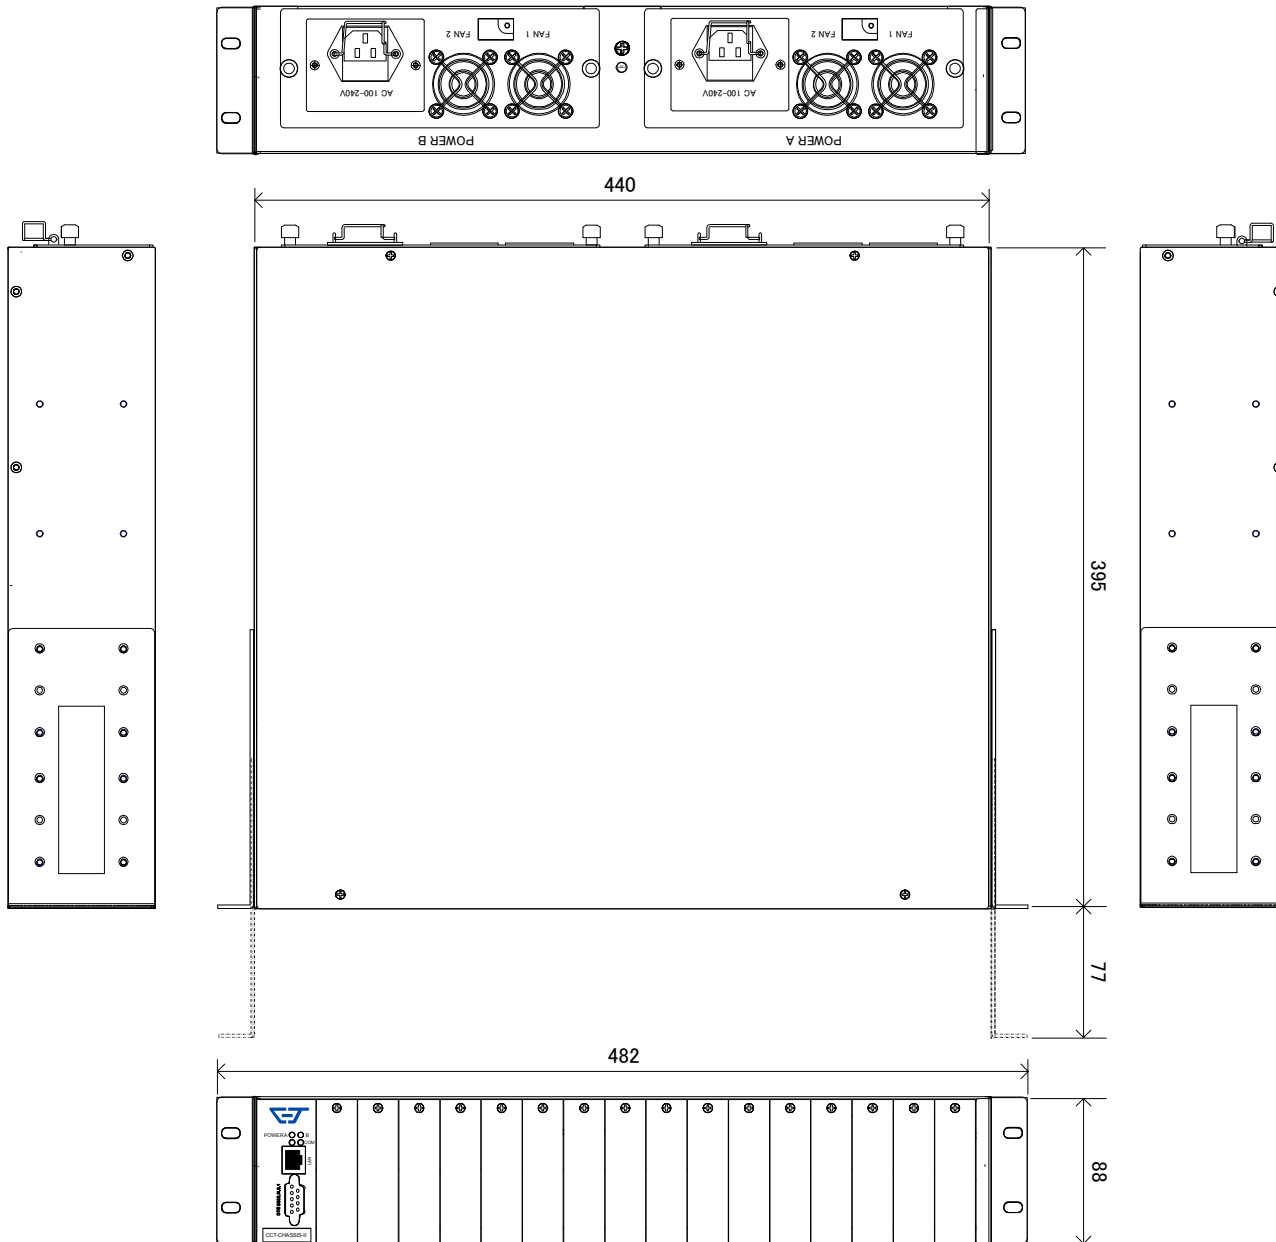 FAN 2
FAN 1
FAN 2
FAN 1
AC 100-240V
AC 100-240V
POWER B
POWER A
440
395
77
482
POWER A B
COM
LAN
88
CCT-CHASSIS-II